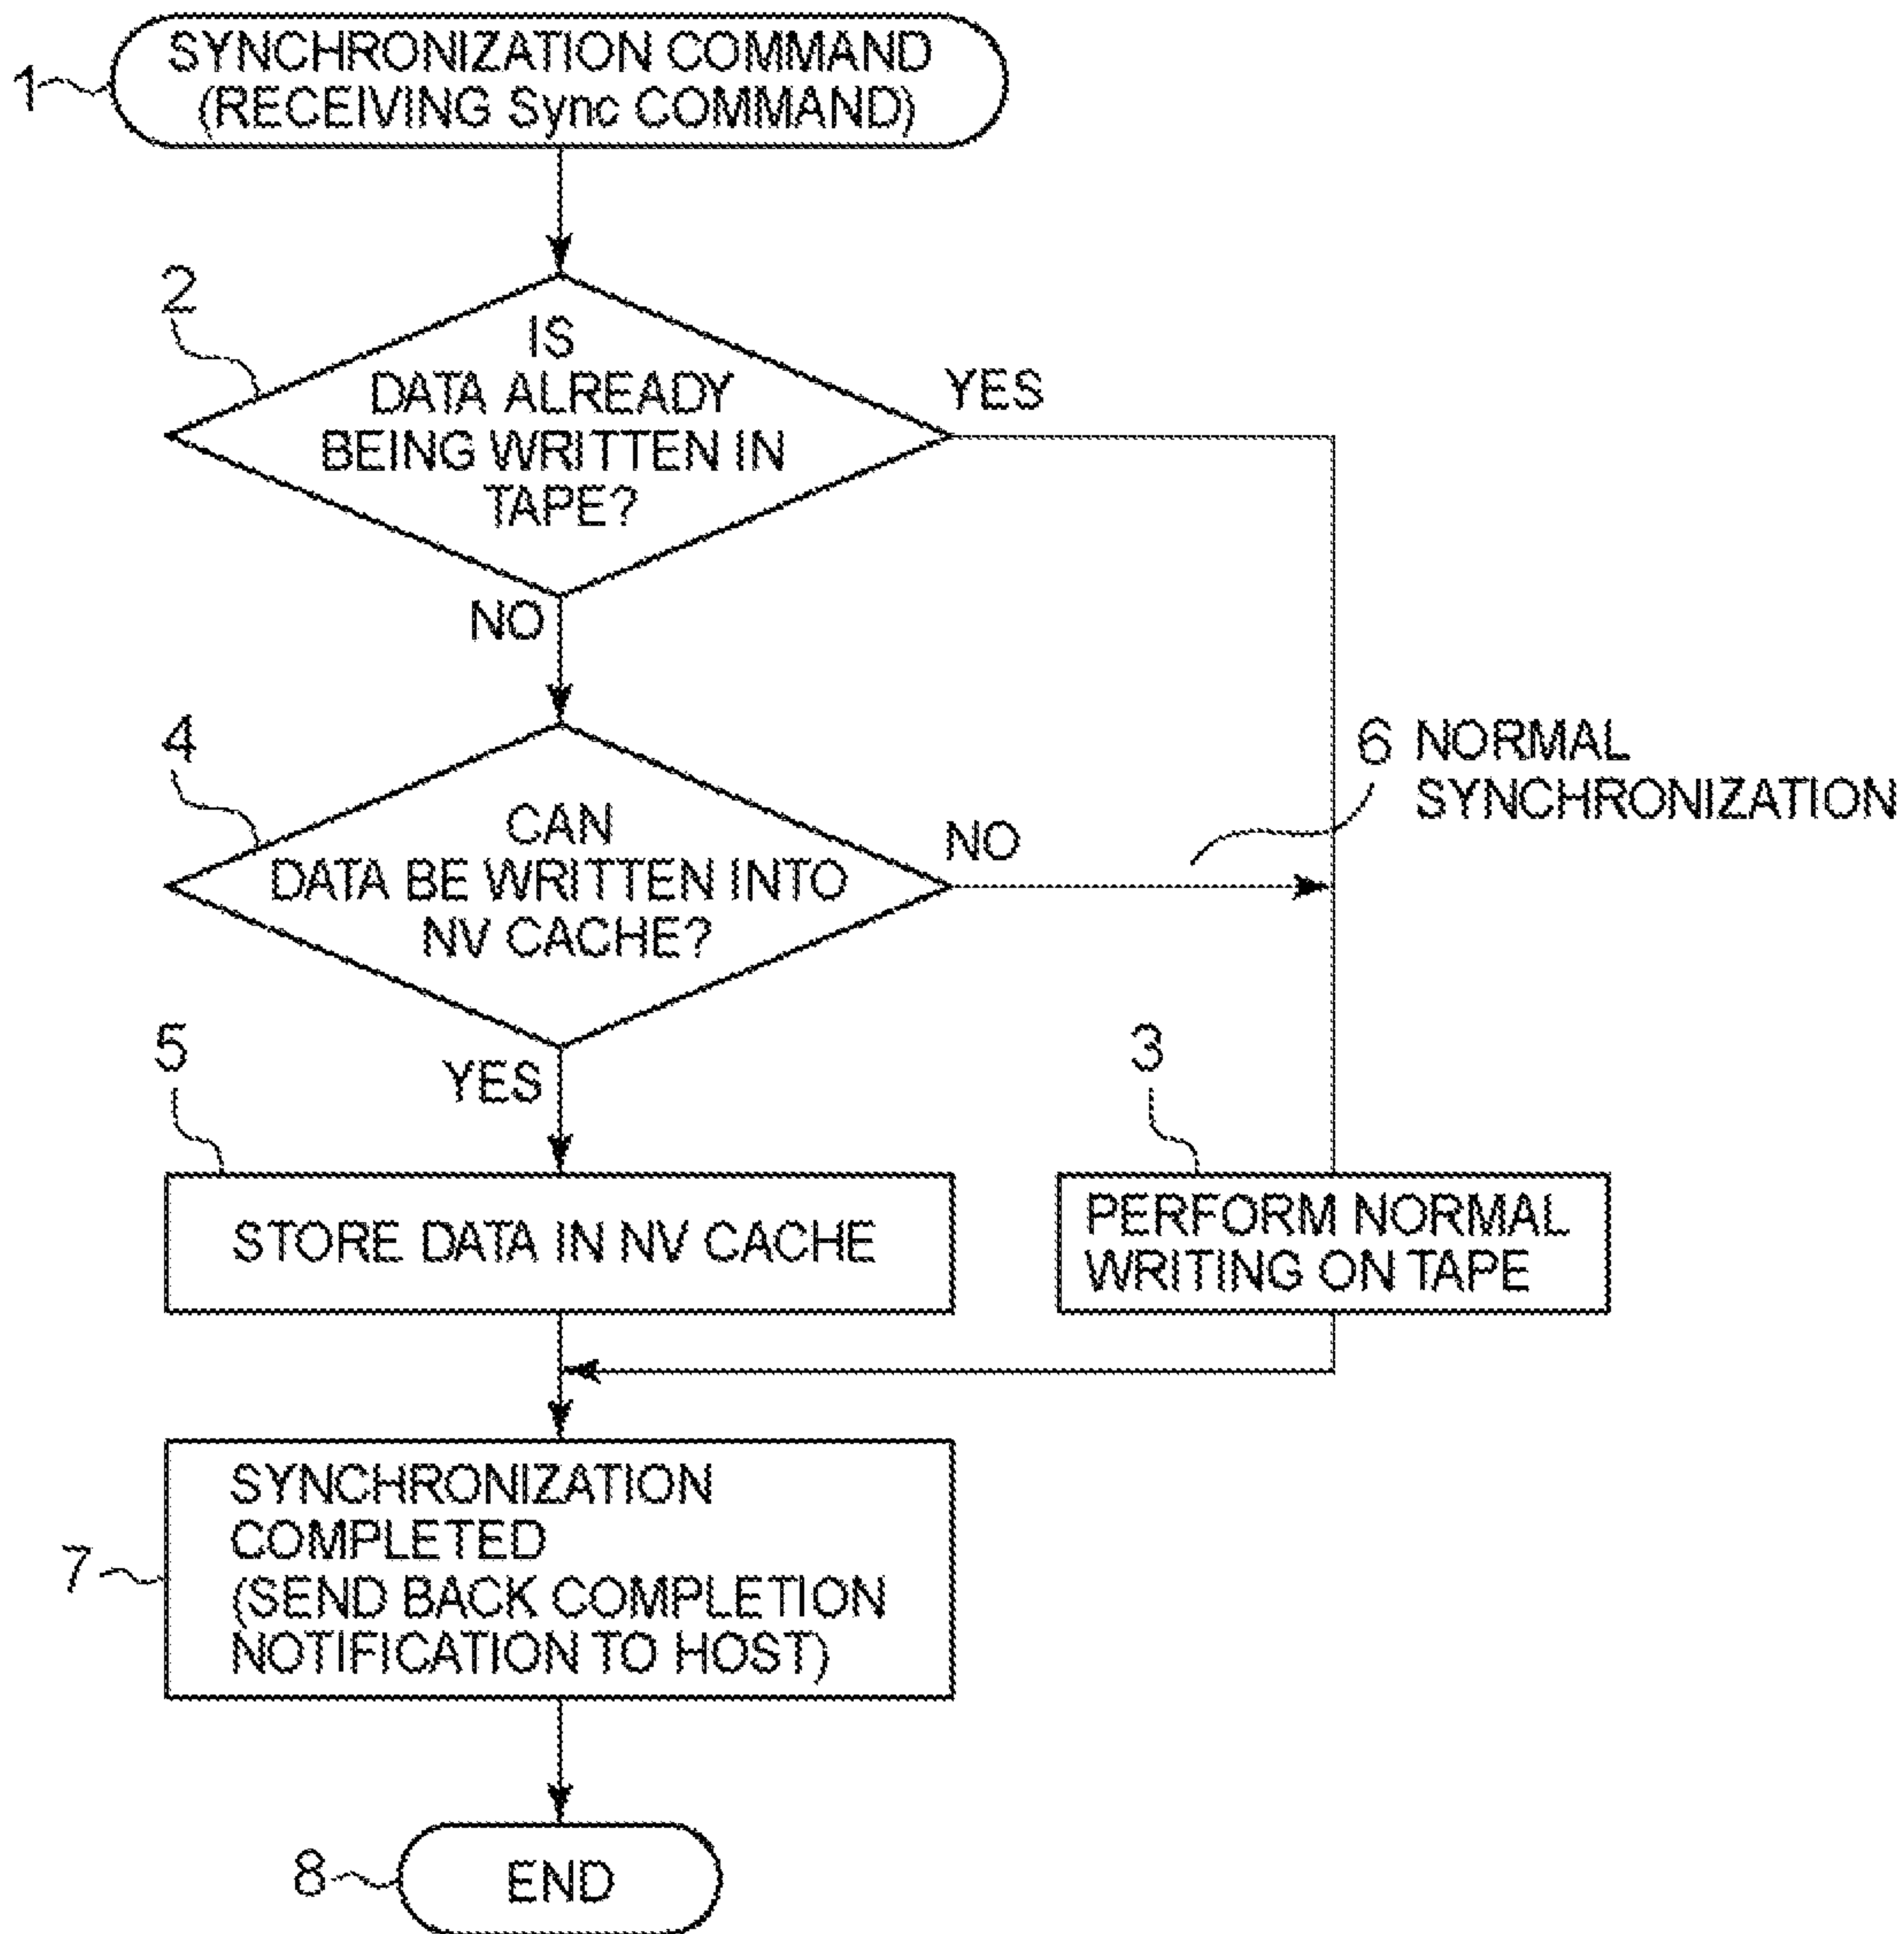 1
SYNCHRONIZATION COMMAND
(RECEIVING Sync COMMAND)
2
IS
DATA ALREADY
BEING WRITTEN IN
TAPE?
YES
NO
4
CAN
DATA BE WRITTEN INTO
NV CACHE?
NO
6 NORMAL
SYNCHRONIZATION
YES
5
STORE DATA IN NV CACHE
3
PERFORM NORMAL
WRITING ON TAPE
7
SYNCHRONIZATION
COMPLETED
(SEND BACK COMPLETION
NOTIFICATION TO HOST)
8
END